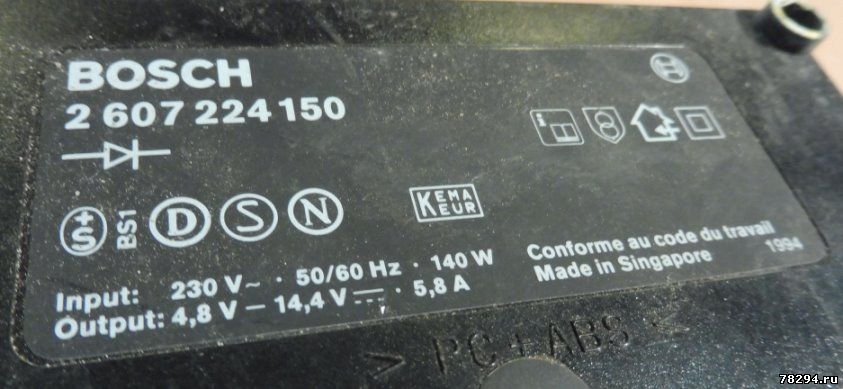 BOSCH
2 607 224 150
+S BS1 D S N
KEMA
KEUR
Input: 230 V~ · 50/60 Hz · 140 W
Output: 4,8 V – 14,4 V ⎓ · 5,8 A
Conforme au code du travail
Made in Singapore 1994
> PC + ABS <
78294.ru